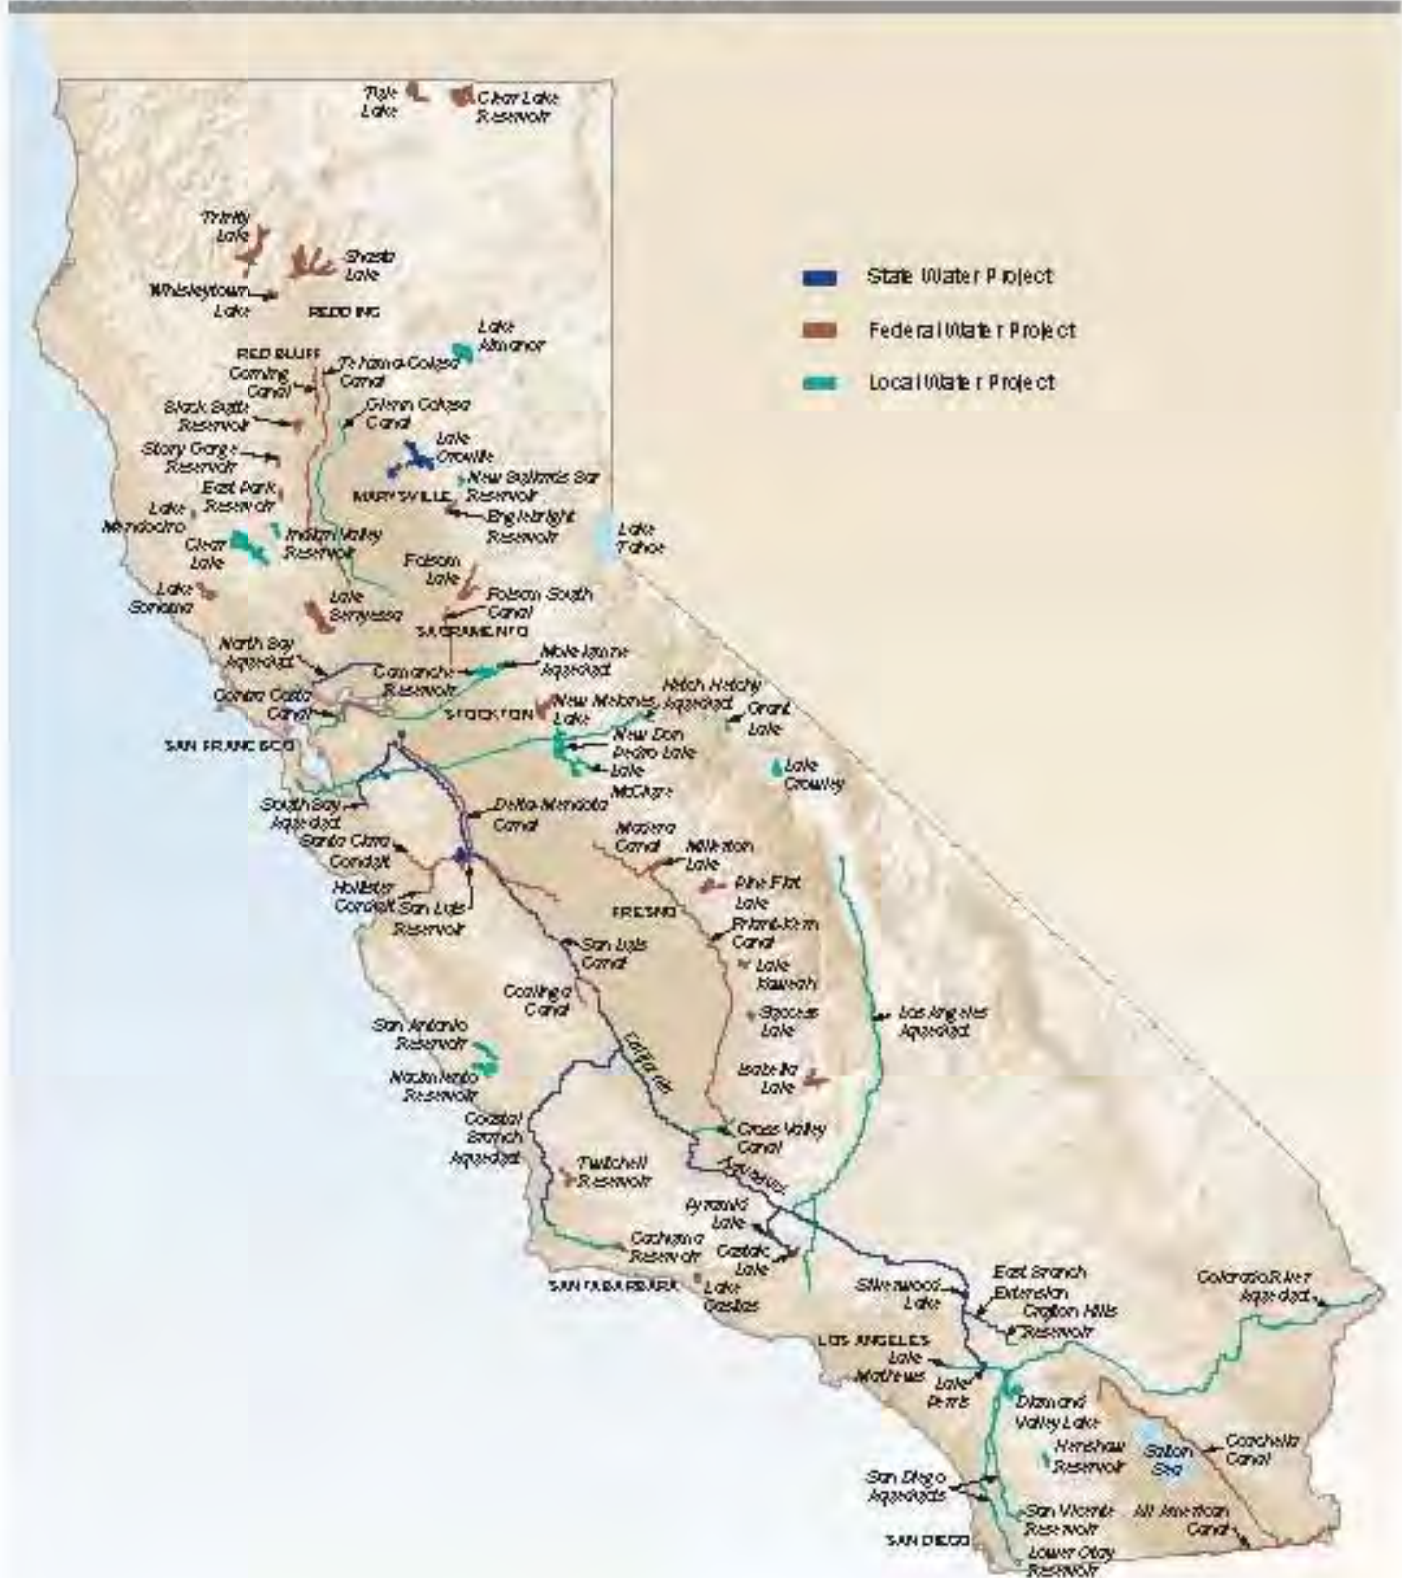 Tule
Lake
Clear Lake
Reservoir
Trinity
Lake
Shasta
Lake
Whiskeytown
Lake
REDDING
State Water Project
Federal Water Project
Local Water Project
Lake
Almanor
RED BLUFF
Corning
Canal
Tehama-Colusa
Canal
Black Butte
Reservoir
Glenn Colusa
Canal
Stony Gorge
Reservoir
Lake
Oroville
East Park
Reservoir
MARYSVILLE
New Bullards Bar
Reservoir
Lake
Mendocino
Englebright
Reservoir
Clear
Lake
Indian Valley
Reservoir
Lake
Tahoe
Folsom
Lake
Lake
Sonoma
Lake
Berryessa
Folsom South
Canal
SACRAMENTO
North Bay
Aqueduct
Camanche
Reservoir
Mokelumne
Aqueduct
Contra Costa
Canal
STOCKTON
New Melones
Lake
Hetch Hetchy
Aqueduct
Grant
Lake
SAN FRANCISCO
New Don
Pedro Lake
Lake
McClure
Lake
Crowley
South Bay
Aqueduct
Delta-Mendota
Canal
Santa Clara
Conduit
Madera
Canal
Millerton
Lake
Hollister
Conduit
San Luis
Reservoir
Pine Flat
Lake
FRESNO
Friant-Kern
Canal
San Luis
Canal
Lake
Kaweah
Coalinga
Canal
Success
Lake
Los Angeles
Aqueduct
San Antonio
Reservoir
California
Isabella
Lake
Nacimiento
Reservoir
Coastal
Branch
Aqueduct
Cross Valley
Canal
Aqueduct
Twitchell
Reservoir
Pyramid
Lake
Cachuma
Reservoir
Castaic
Lake
SANTA BARBARA
Lake
Casitas
Silverwood
Lake
East Branch
Extension
Crafton Hills
Reservoir
Colorado River
Aqueduct
LOS ANGELES
Lake
Mathews
Lake
Perris
Diamond
Valley Lake
Henshaw
Reservoir
Salton
Sea
Coachella
Canal
San Diego
Aqueducts
San Vicente
Reservoir
All American
Canal
SAN DIEGO
Lower Otay
Reservoir